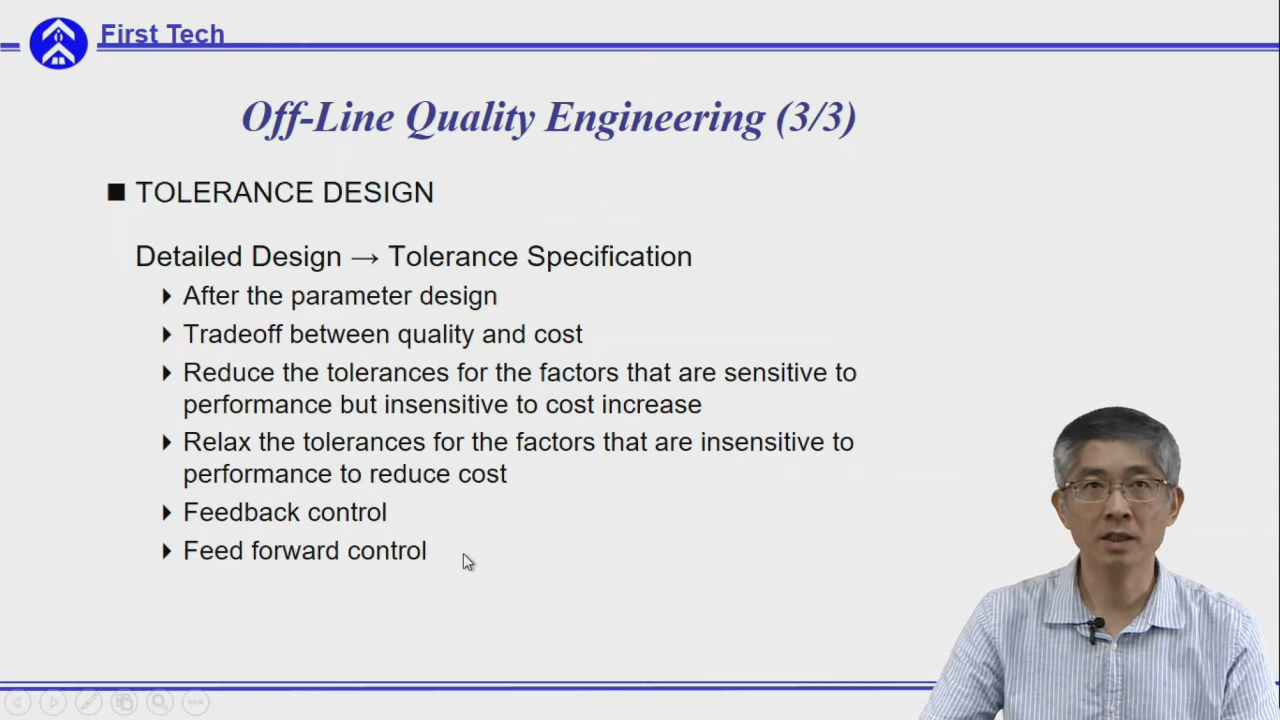 First Tech
Off-Line Quality Engineering (3/3)
■ TOLERANCE DESIGN
Detailed Design → Tolerance Specification
After the parameter design
Tradeoff between quality and cost
Reduce the tolerances for the factors that are sensitive to
performance but insensitive to cost increase
Relax the tolerances for the factors that are insensitive to
performance to reduce cost
Feedback control
Feed forward control